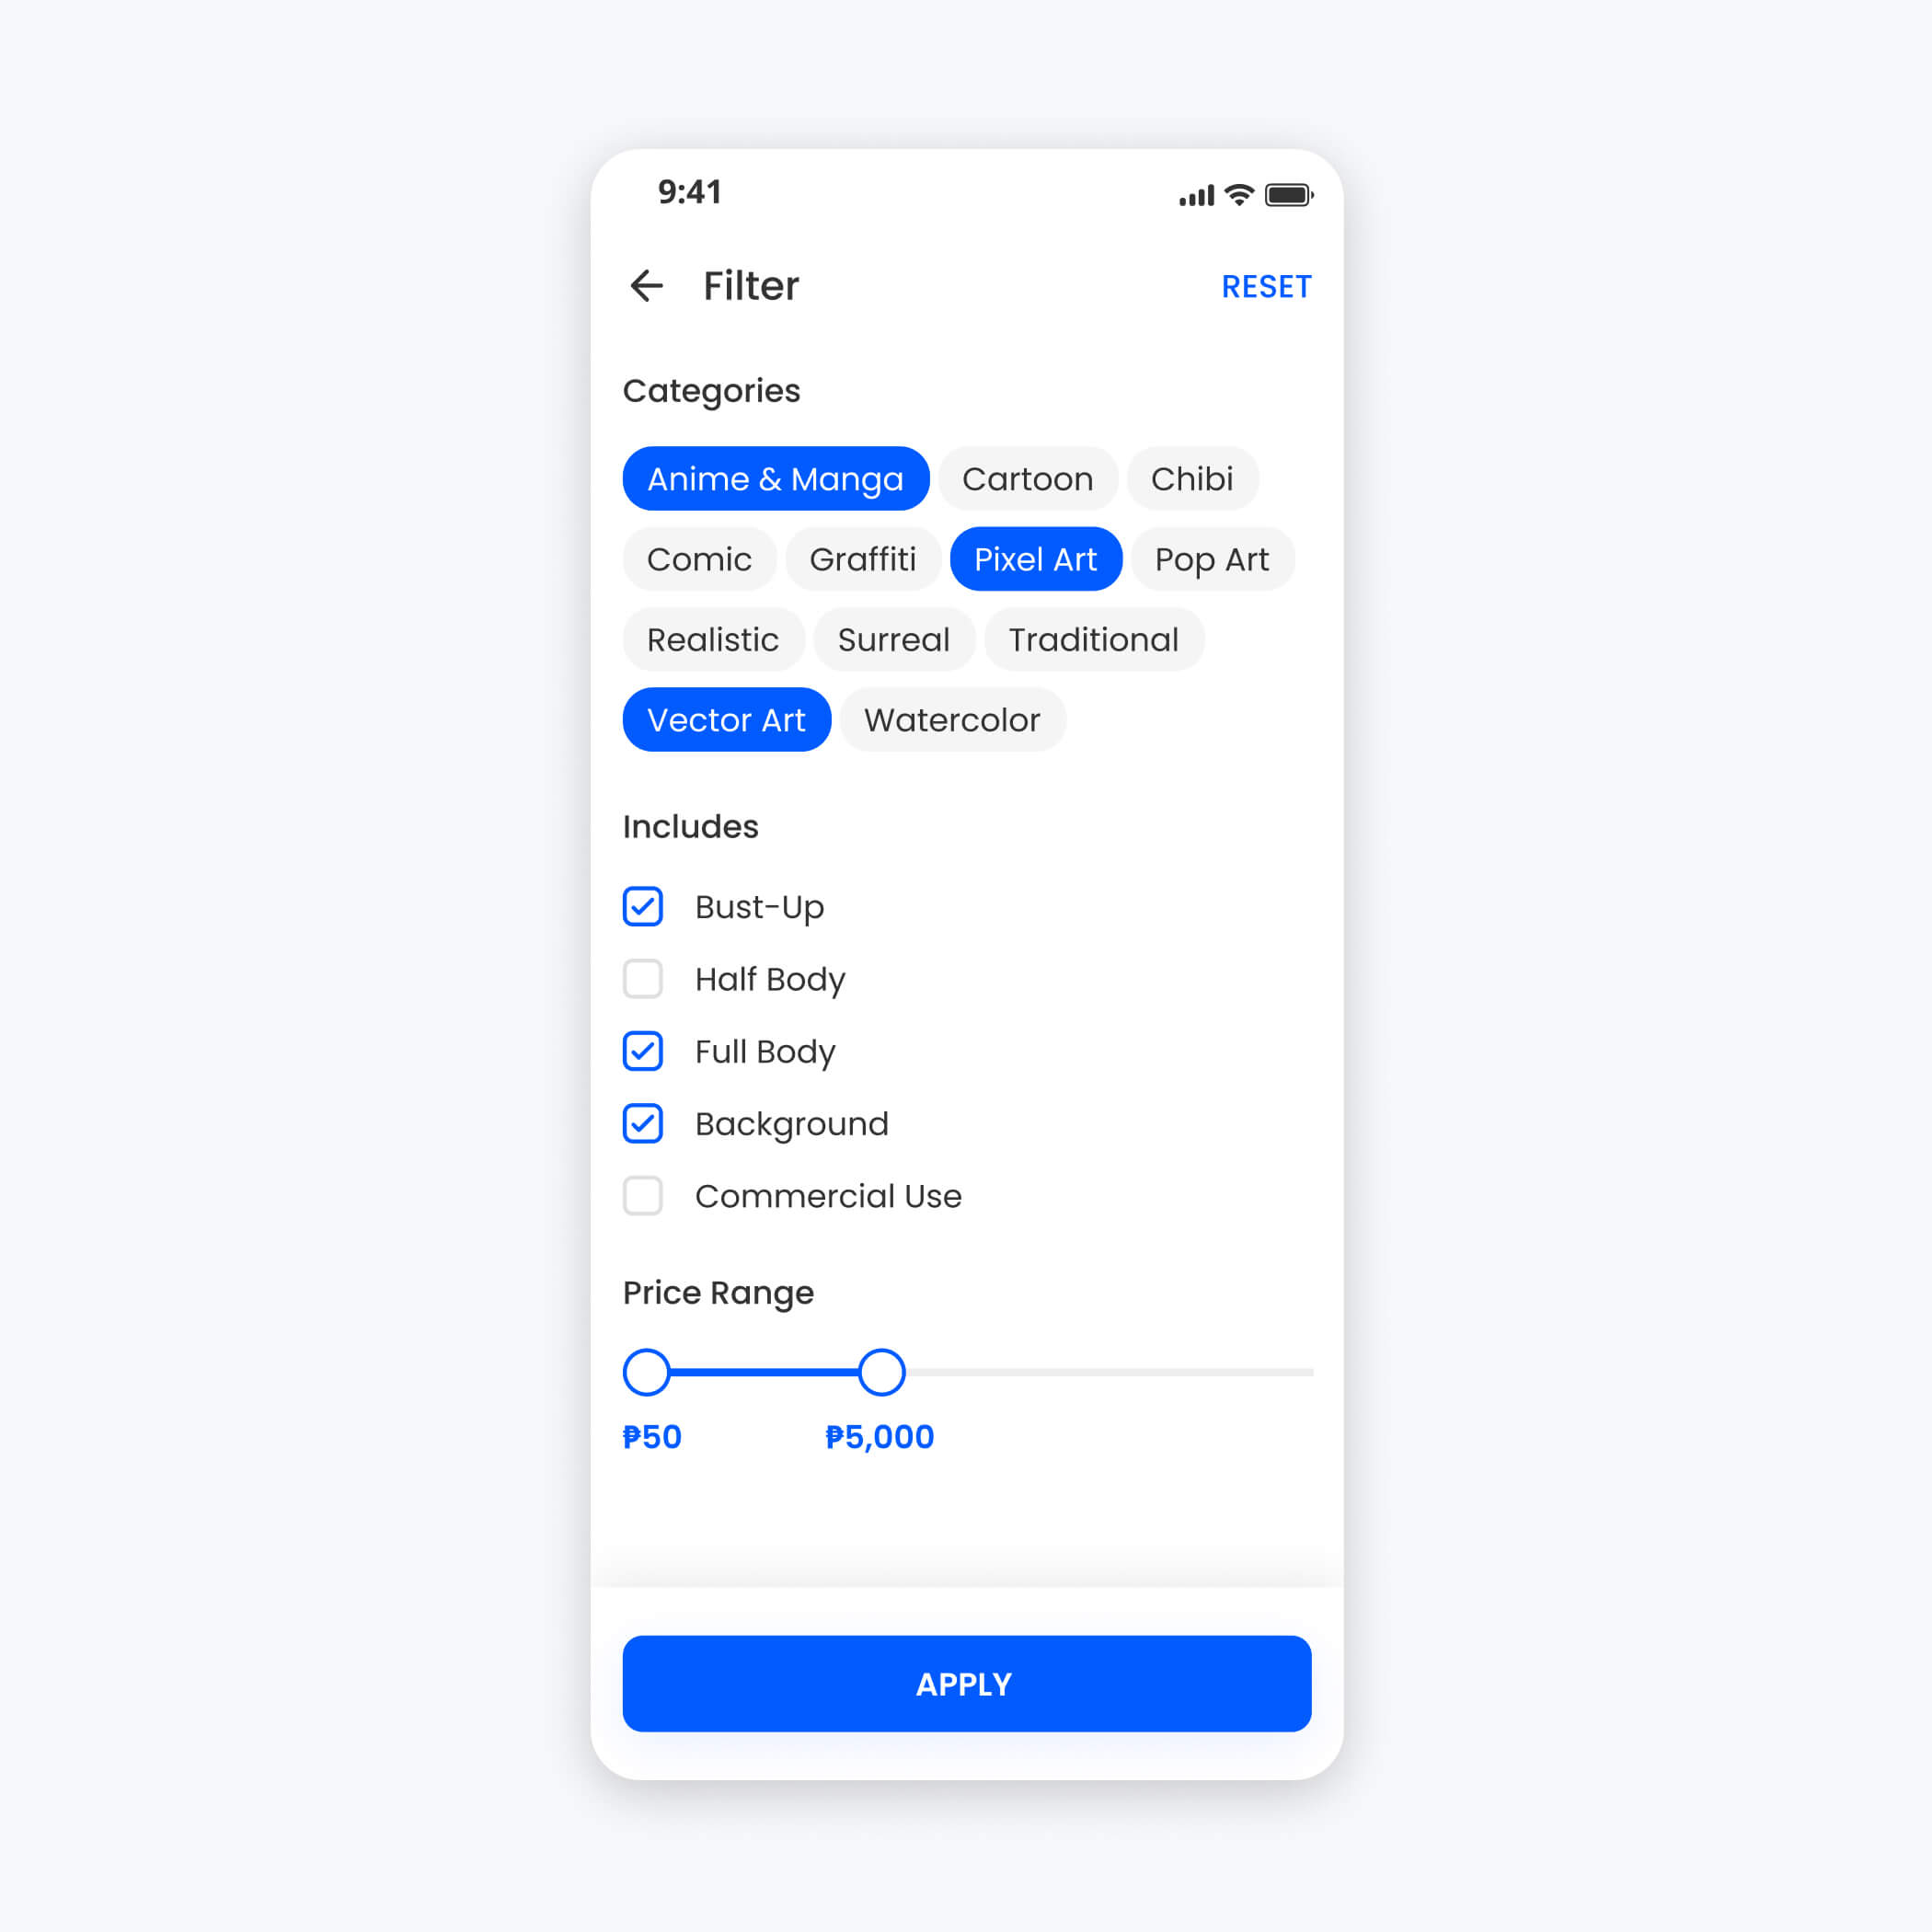 9:41
Filter RESET
Categories
Anime & Manga Cartoon Chibi
Comic Graffiti Pixel Art Pop Art
Realistic Surreal Traditional
Vector Art Watercolor
Includes
Bust-Up
Half Body
Full Body
Background
Commercial Use
Price Range
₱50 ₱5,000
APPLY